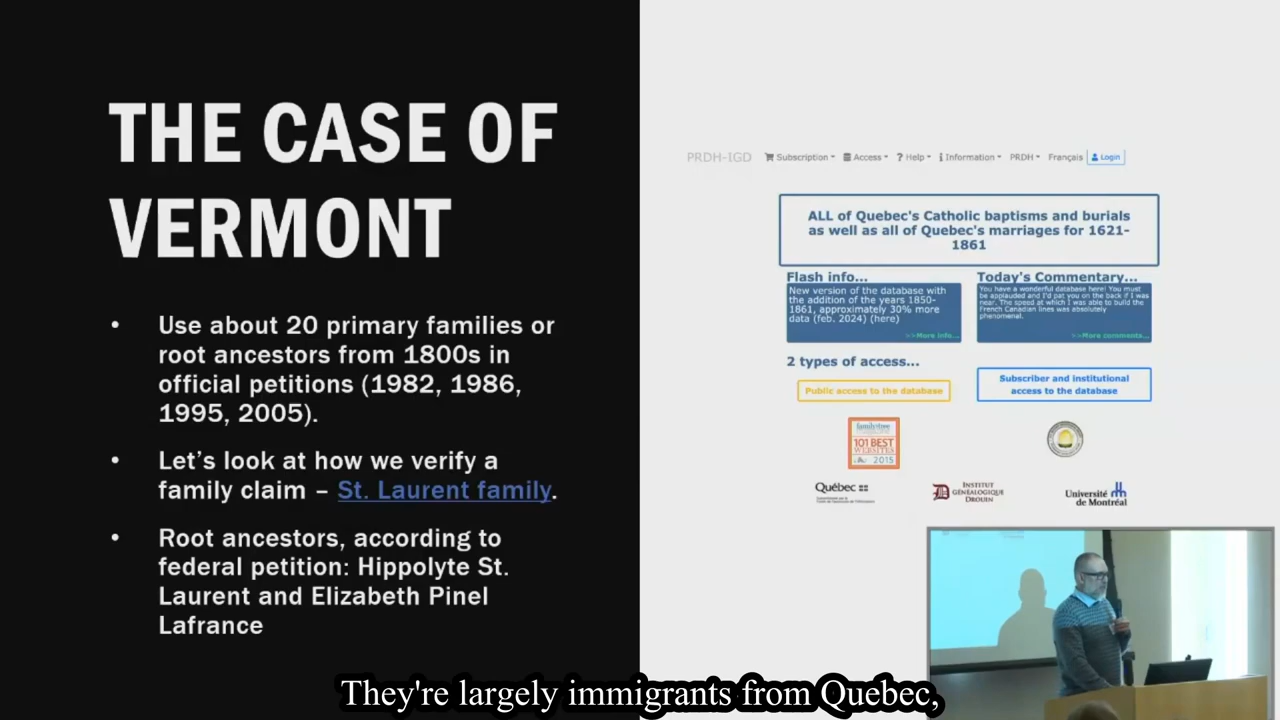 THE CASE OF
VERMONT
• Use about 20 primary families or
root ancestors from 1800s in
official petitions (1982, 1986,
1995, 2005).
• Let's look at how we verify a
family claim – St. Laurent family.
• Root ancestors, according to
federal petition: Hippolyte St.
Laurent and Elizabeth Pinel
Lafrance
PRDH-IGD Subscription Access ? Help Information PRDH Français Login
ALL of Quebec's Catholic baptisms and burials
as well as all of Quebec's marriages for 1621-
1861
Flash info...
New version of the database with
the addition of the years 1850-
1861, approximately 30% more
data (feb. 2024) (here)
>>More info...
Today's Commentary...
You have a wonderful database here! You must
be applauded and I'd pat you on the back if I was
near. The speed at which I was able to build the
French Canadian lines was absolutely
phenomenal.
>>More comments...
2 types of access...
Public access to the database
Subscriber and institutional
access to the database
familytree
101 BEST
WEBSITES
2015
Québec
INSTITUT
GÉNÉALOGIQUE
DROUIN
Université
de Montréal
They're largely immigrants from Quebec,